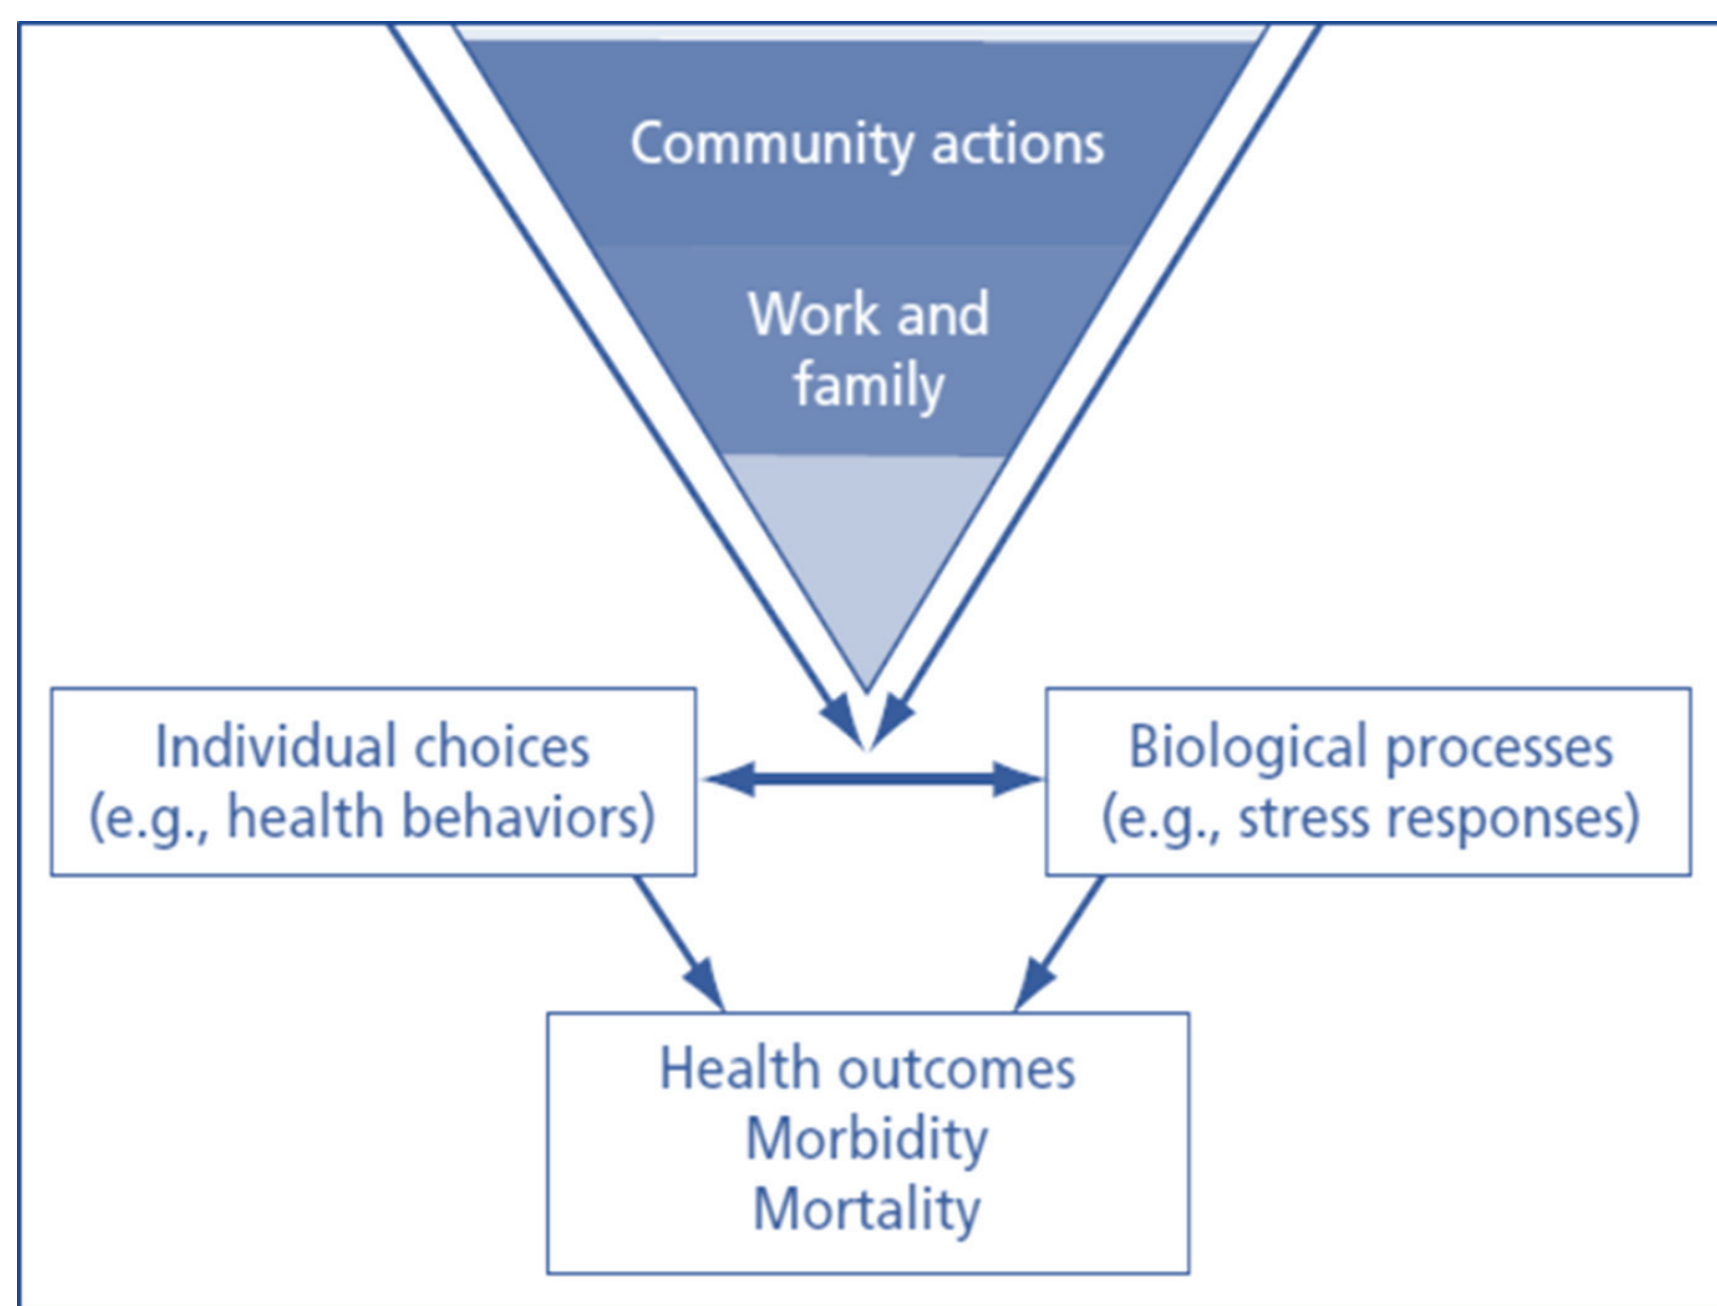 Community actions
Work and
family
Individual choices
(e.g., health behaviors)
Biological processes
(e.g., stress responses)
Health outcomes
Morbidity
Mortality